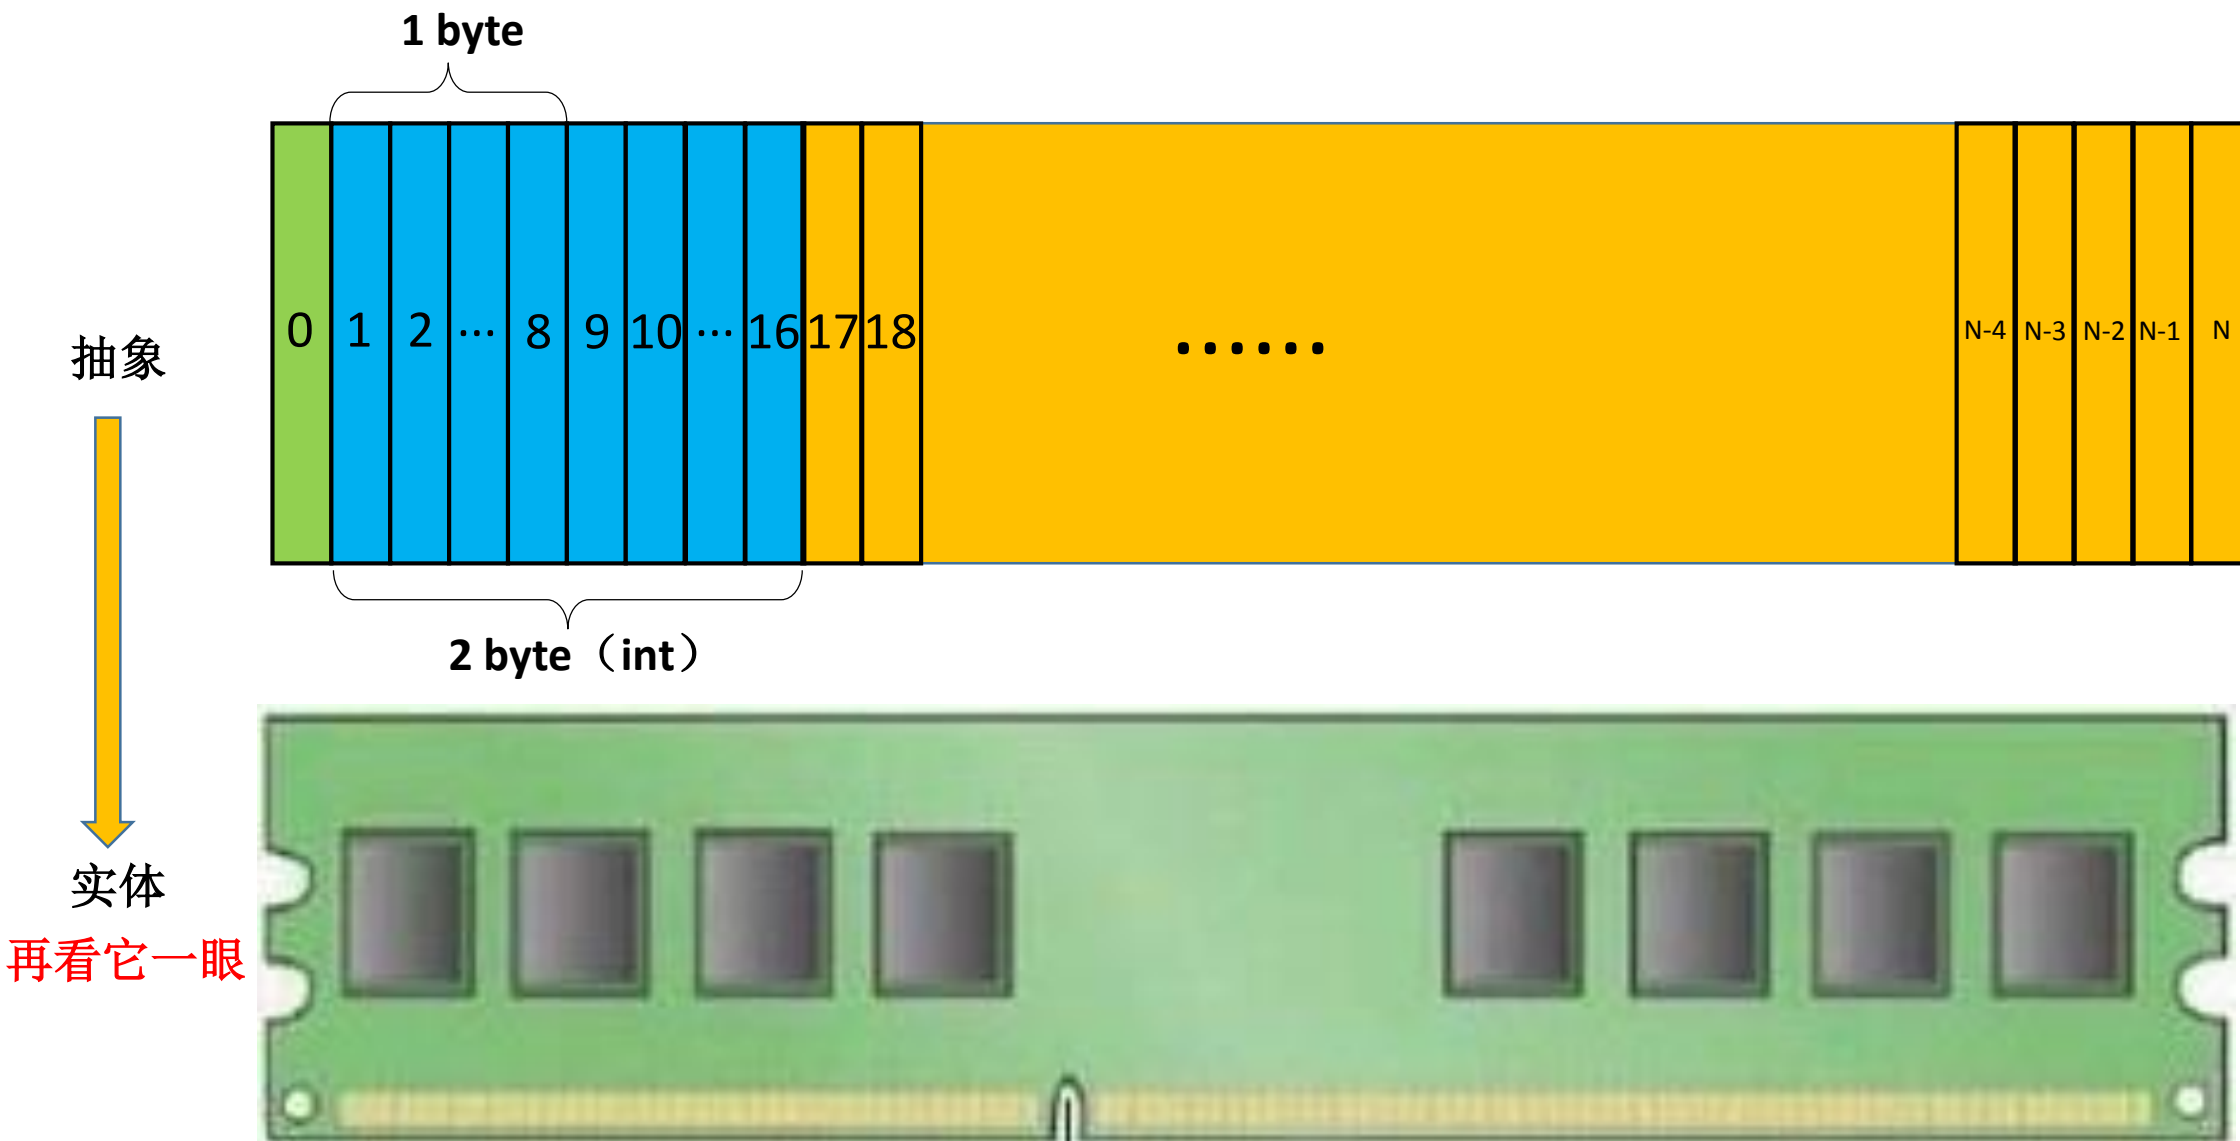 1 byte
0 1 2 ... 8 9 10 ... 16 17 18 ...... N-4 N-3 N-2 N-1 N
抽象
2 byte（int）
实体
再看它一眼